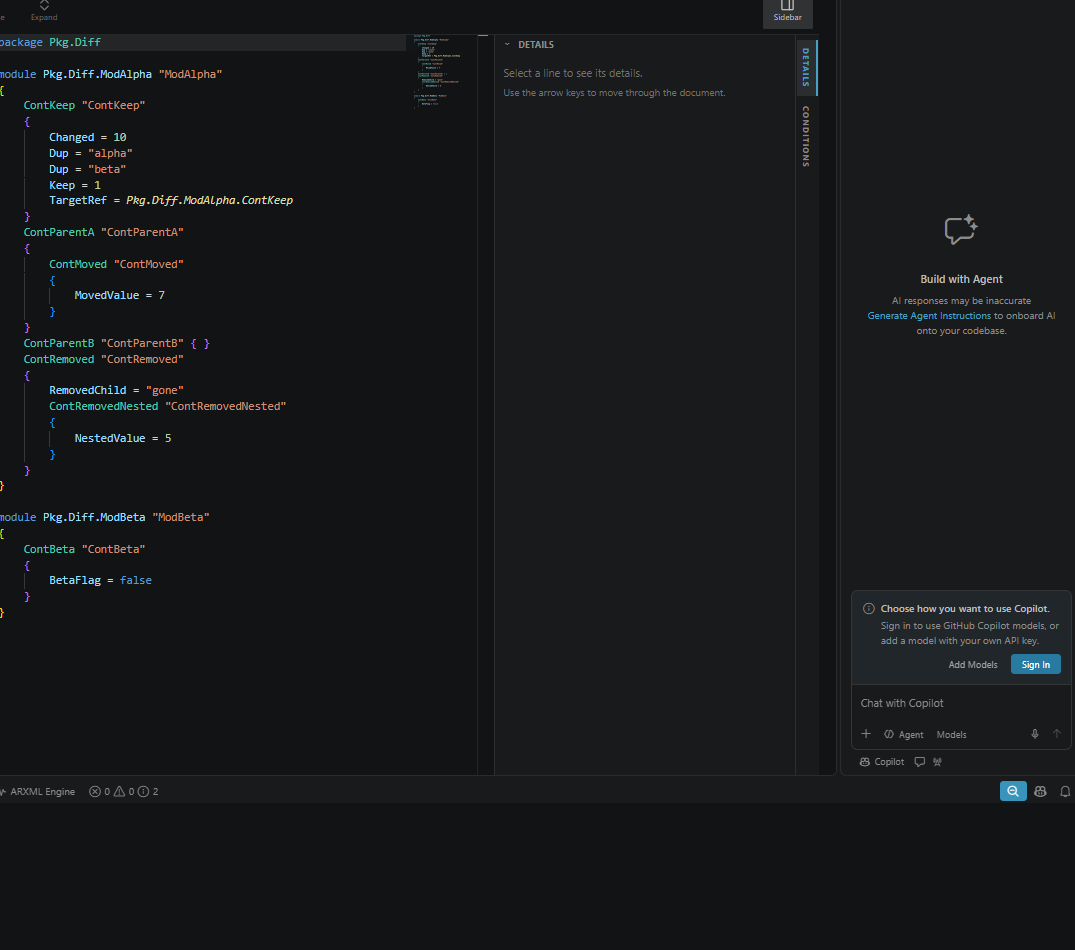 Expand
Sidebar
package Pkg.Diff
module Pkg.Diff.ModAlpha "ModAlpha"
{
ContKeep "ContKeep"
{
Changed = 10
Dup = "alpha"
Dup = "beta"
Keep = 1
TargetRef = Pkg.Diff.ModAlpha.ContKeep
}
ContParentA "ContParentA"
{
ContMoved "ContMoved"
{
MovedValue = 7
}
}
ContParentB "ContParentB" { }
ContRemoved "ContRemoved"
{
RemovedChild = "gone"
ContRemovedNested "ContRemovedNested"
{
NestedValue = 5
}
}
}
module Pkg.Diff.ModBeta "ModBeta"
{
ContBeta "ContBeta"
{
BetaFlag = false
}
}
DETAILS
Select a line to see its details.
Use the arrow keys to move through the document.
DETAILS
CONDITIONS
Build with Agent
AI responses may be inaccurate
Generate Agent Instructions to onboard AI
onto your codebase.
Choose how you want to use Copilot.
Sign in to use GitHub Copilot models, or
add a model with your own API key.
Add Models
Sign In
Chat with Copilot
Agent
Models
Copilot
ARXML Engine
0
0
2